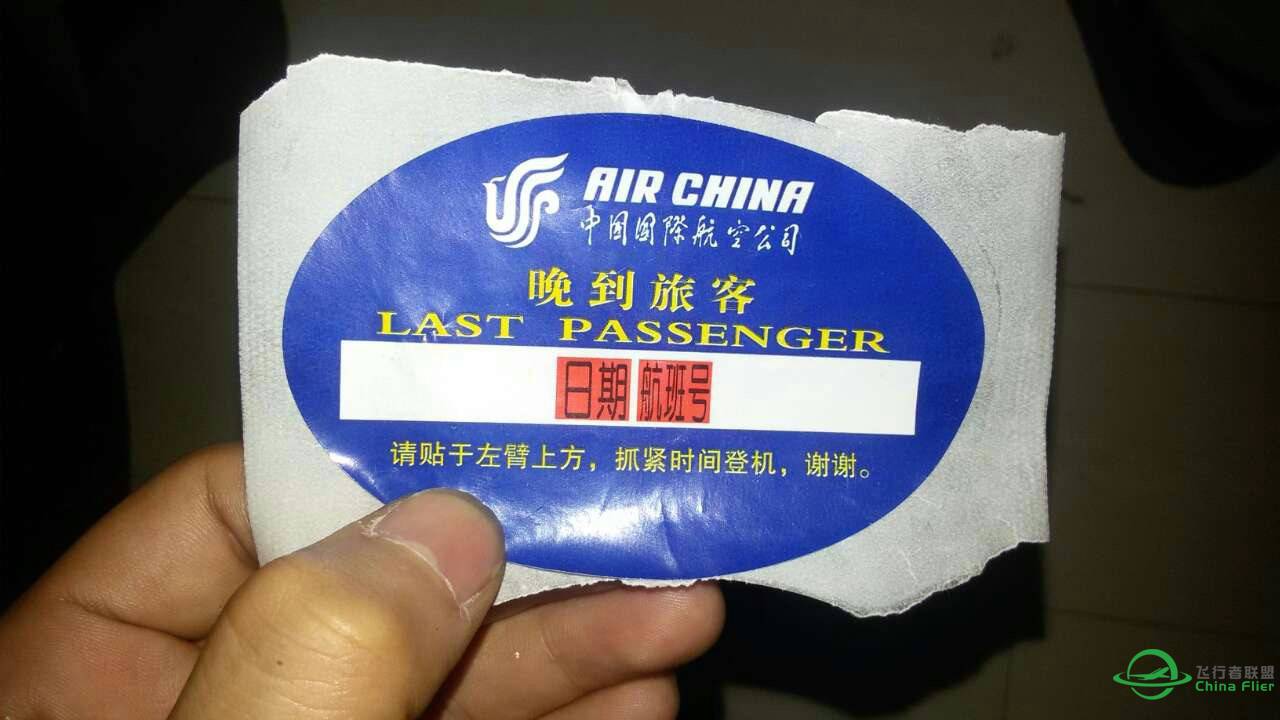 AIR CHINA
中国国際航空公司
晚到旅客
LAST PASSENGER
日期 航班号
请贴于左臂上方，抓紧时间登机，谢谢。
飞行者联盟
China Flier